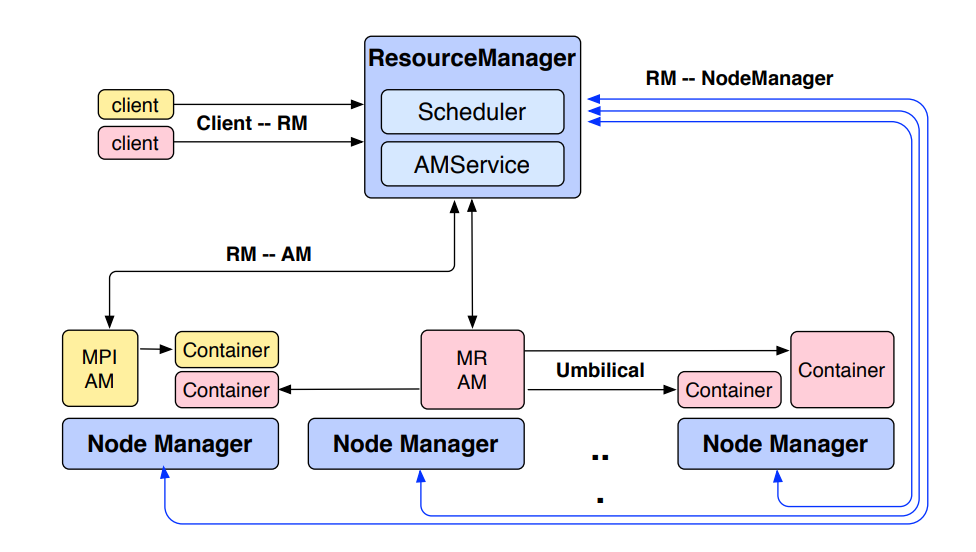 ResourceManager
RM -- NodeManager
client
Scheduler
Client -- RM
client
AMService
RM -- AM
MPI
AM
Container
Container
MR
AM
Umbilical
Container
Container
Node Manager
Node Manager
..
.
Node Manager